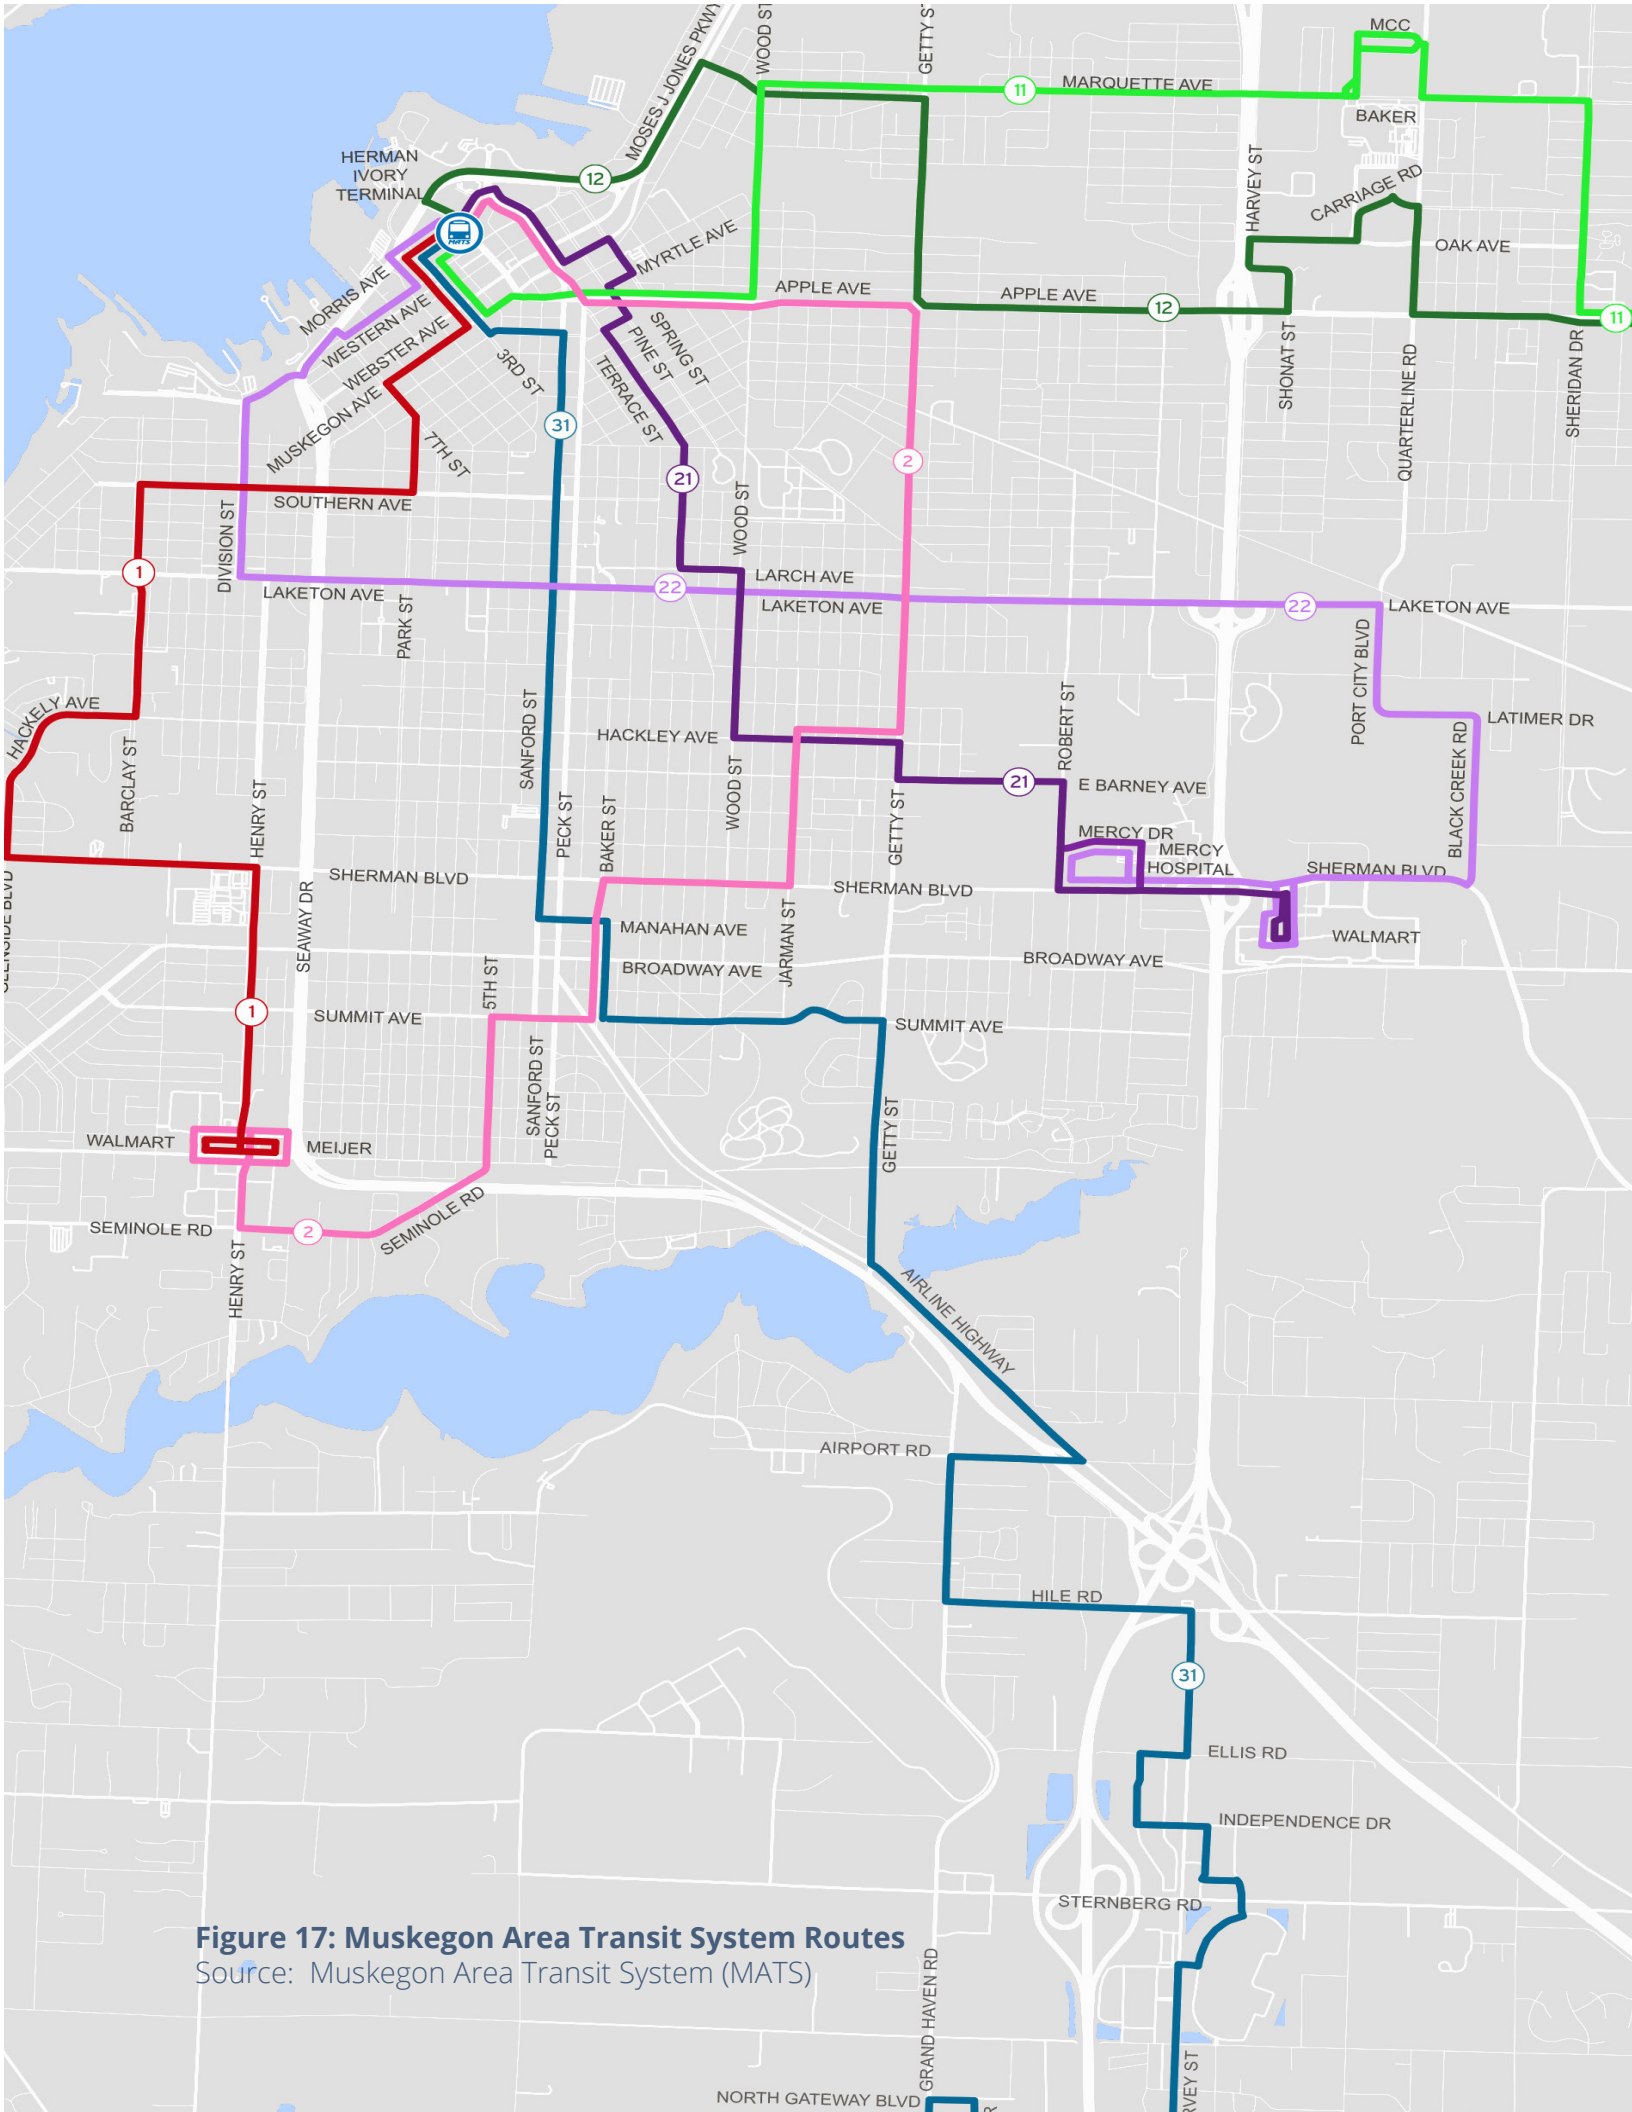 MCC
WOOD ST
GETTY ST
MOSES J JONES PKWY
11
MARQUETTE AVE
BAKER
HERMAN
IVORY
TERMINAL
12
HARVEY ST
CARRIAGE RD
MATS
MYRTLE AVE
OAK AVE
MORRIS AVE
APPLE AVE
APPLE AVE
12
11
WESTERN AVE
WEBSTER AVE
SPRING ST
PINE ST
3RD ST
TERRACE ST
SHONAT ST
QUARTERLINE RD
SHERIDAN DR
MUSKEGON AVE
7TH ST
31
2
21
SOUTHERN AVE
DIVISION ST
WOOD ST
1
LARCH AVE
22
LAKETON AVE
PARK ST
LAKETON AVE
22
LAKETON AVE
HACKELY AVE
BARCLAY ST
SANFORD ST
HACKLEY AVE
ROBERT ST
PORT CITY BLVD
LATIMER DR
BLACK CREEK RD
HENRY ST
PECK ST
BAKER ST
WOOD ST
GETTY ST
21
E BARNEY AVE
MERCY DR
MERCY
HOSPITAL
SHERMAN BLVD
SHERMAN BLVD
SHERMAN BLVD
SEAWAY DR
MANAHAN AVE
JARMAN ST
WALMART
BROADWAY AVE
BROADWAY AVE
5TH ST
1
SUMMIT AVE
SUMMIT AVE
SANFORD ST
PECK ST
GETTY ST
WALMART
MEIJER
SEMINOLE RD
2
SEMINOLE RD
HENRY ST
AIRLINE HIGHWAY
AIRPORT RD
HILE RD
31
ELLIS RD
INDEPENDENCE DR
STERNBERG RD
Figure 17: Muskegon Area Transit System Routes
Source: Muskegon Area Transit System (MATS)
GRAND HAVEN RD
NORTH GATEWAY BLVD
RVEY ST